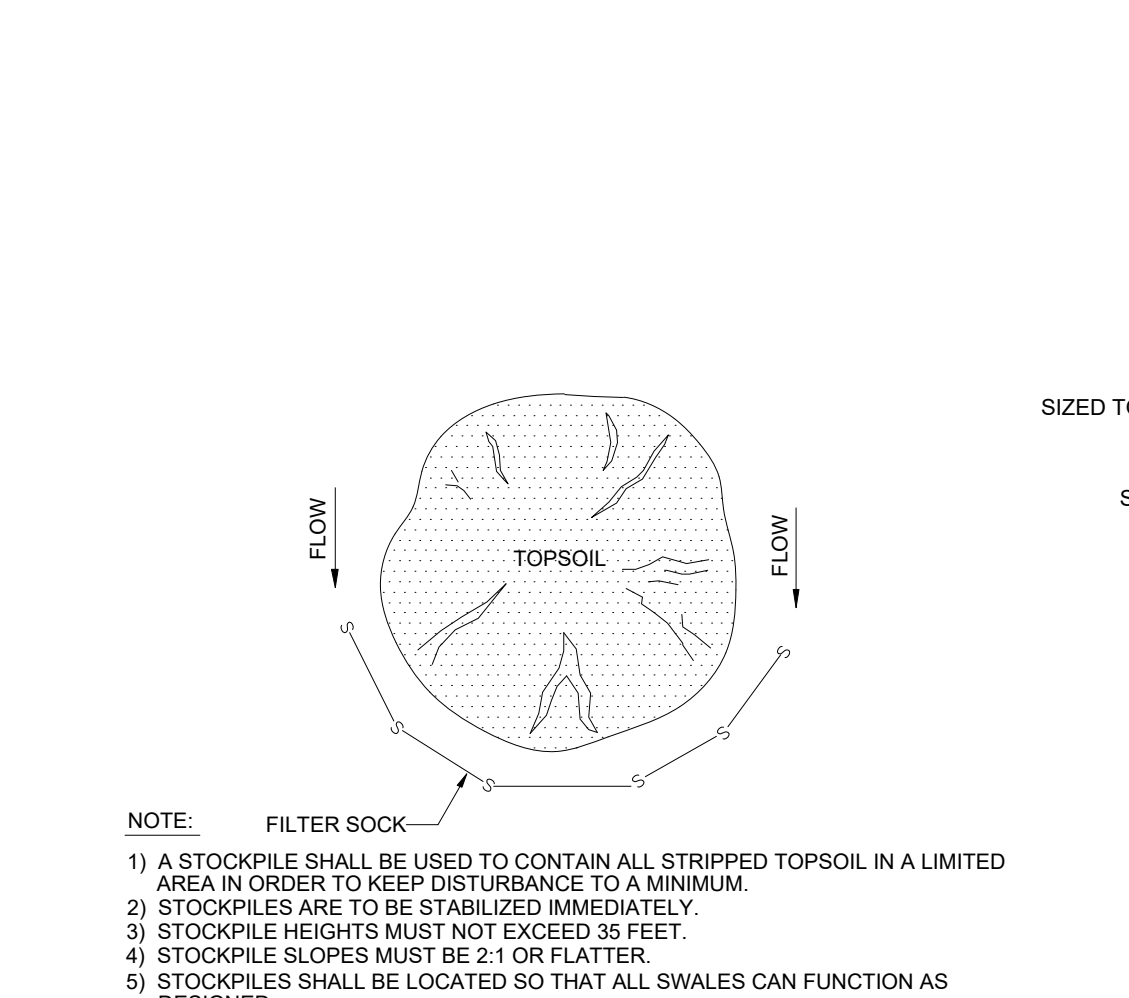 SIZED TO
S
FLOW
FLOW
TOPSOIL
S
S
S
S
S
S
NOTE:
FILTER SOCK
1) A STOCKPILE SHALL BE USED TO CONTAIN ALL STRIPPED TOPSOIL IN A LIMITED
AREA IN ORDER TO KEEP DISTURBANCE TO A MINIMUM.
2) STOCKPILES ARE TO BE STABILIZED IMMEDIATELY.
3) STOCKPILE HEIGHTS MUST NOT EXCEED 35 FEET.
4) STOCKPILE SLOPES MUST BE 2:1 OR FLATTER.
5) STOCKPILES SHALL BE LOCATED SO THAT ALL SWALES CAN FUNCTION AS